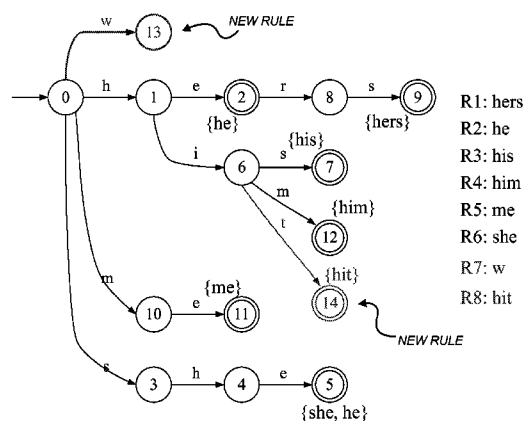 w
13
NEW RULE
0
h
1
e
2
r
8
s
9
{he}
{hers}
{his}
i
6
s
7
m
{him}
12
t
{hit}
14
NEW RULE
m
10
{me}
e
11
s
3
h
4
e
5
{she, he}
R1: hers
R2: he
R3: his
R4: him
R5: me
R6: she
R7: w
R8: hit